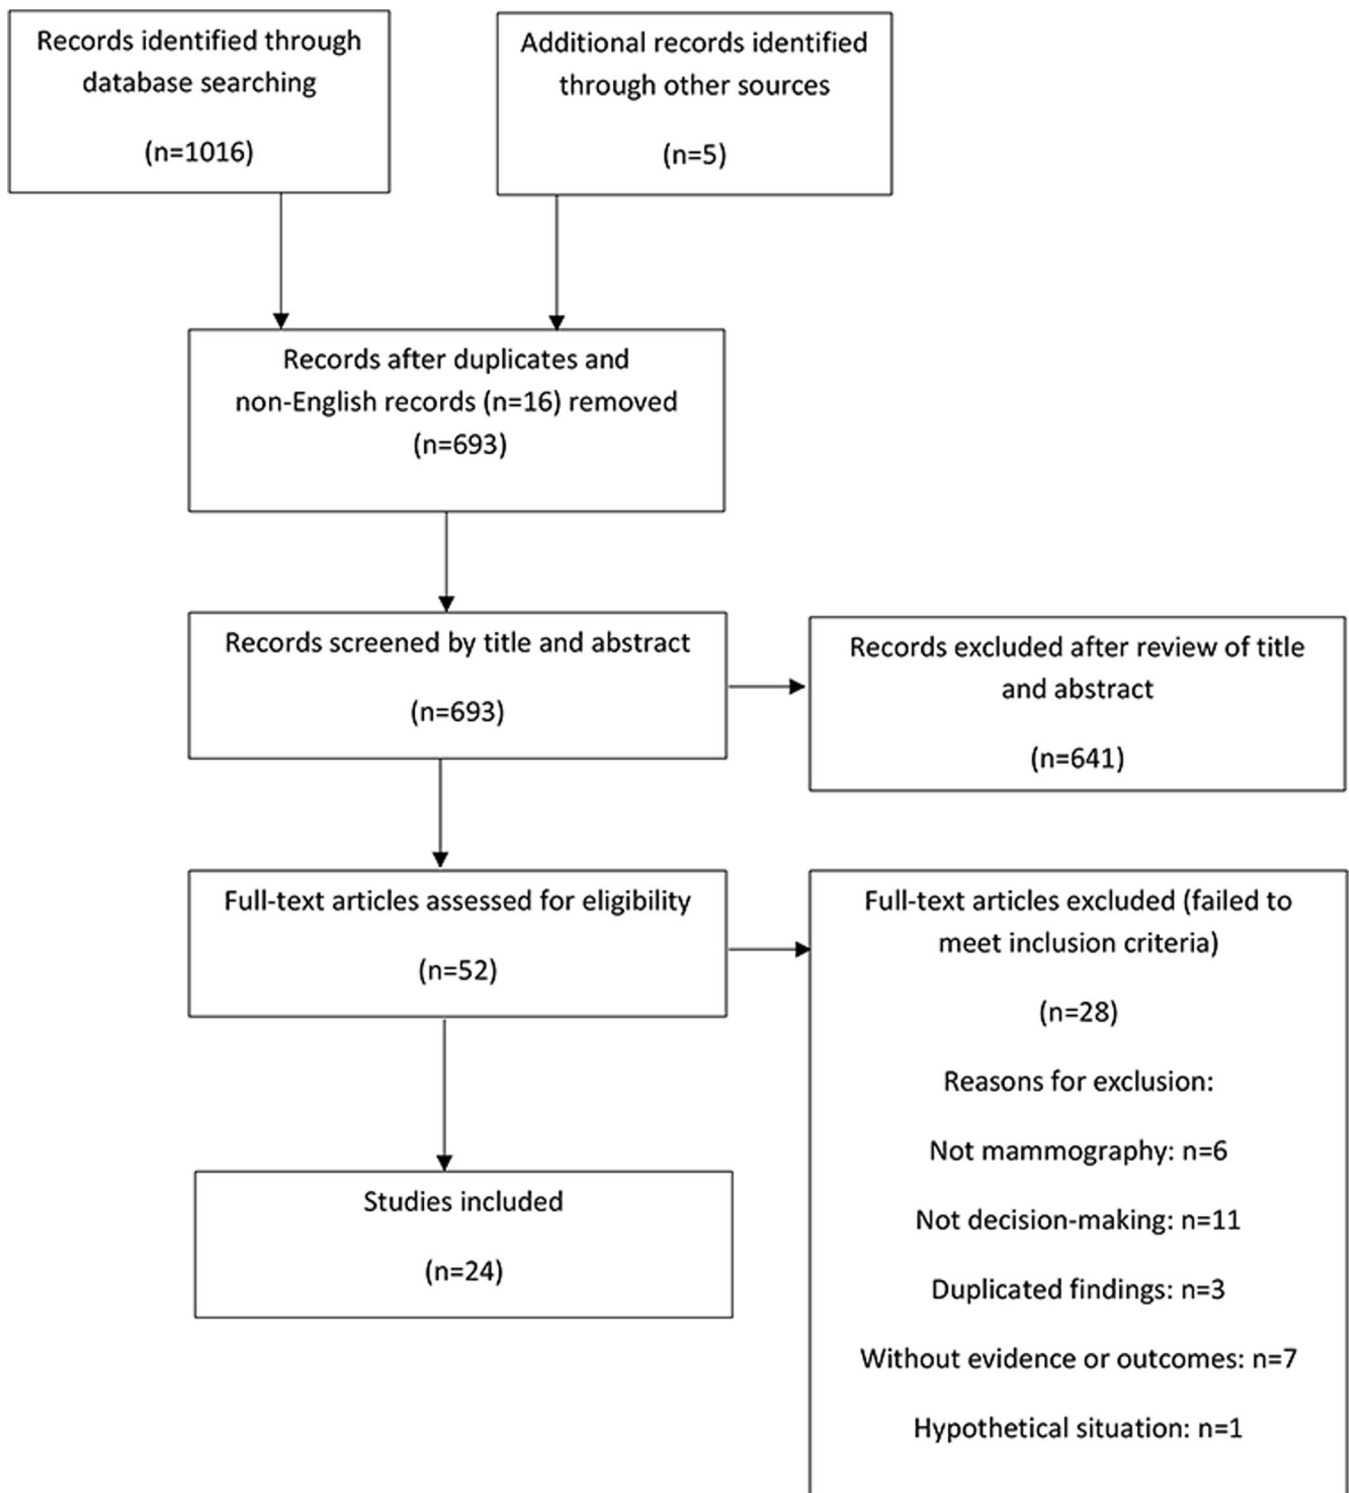 Records identified through
database searching
(n=1016)
Additional records identified
through other sources
(n=5)
Records after duplicates and
non-English records (n=16) removed
(n=693)
Records screened by title and abstract
(n=693)
Records excluded after review of title
and abstract
(n=641)
Full-text articles assessed for eligibility
(n=52)
Full-text articles excluded (failed to
meet inclusion criteria)
(n=28)
Reasons for exclusion:
Not mammography: n=6
Not decision-making: n=11
Duplicated findings: n=3
Without evidence or outcomes: n=7
Hypothetical situation: n=1
Studies included
(n=24)